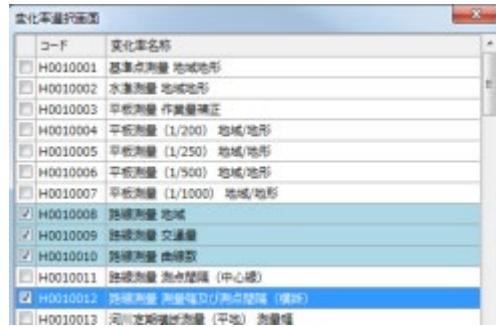 変化率選択画面
コード 変化率名称
H0010001 基準点測量 地域地形
H0010002 水準測量 地域地形
H0010003 平板測量 作業量補正
H0010004 平板測量 (1/200) 地域/地形
H0010005 平板測量 (1/250) 地域/地形
H0010006 平板測量 (1/500) 地域/地形
H0010007 平板測量 (1/1000) 地域/地形
H0010008 路線測量 地域
H0010009 路線測量 交通量
H0010010 路線測量 曲線数
H0010011 路線測量 測点間隔 (中心線)
H0010012 路線測量 測量幅及び測点間隔 (横断)
H0010013 河川定期横断測量 (平地) 測量幅